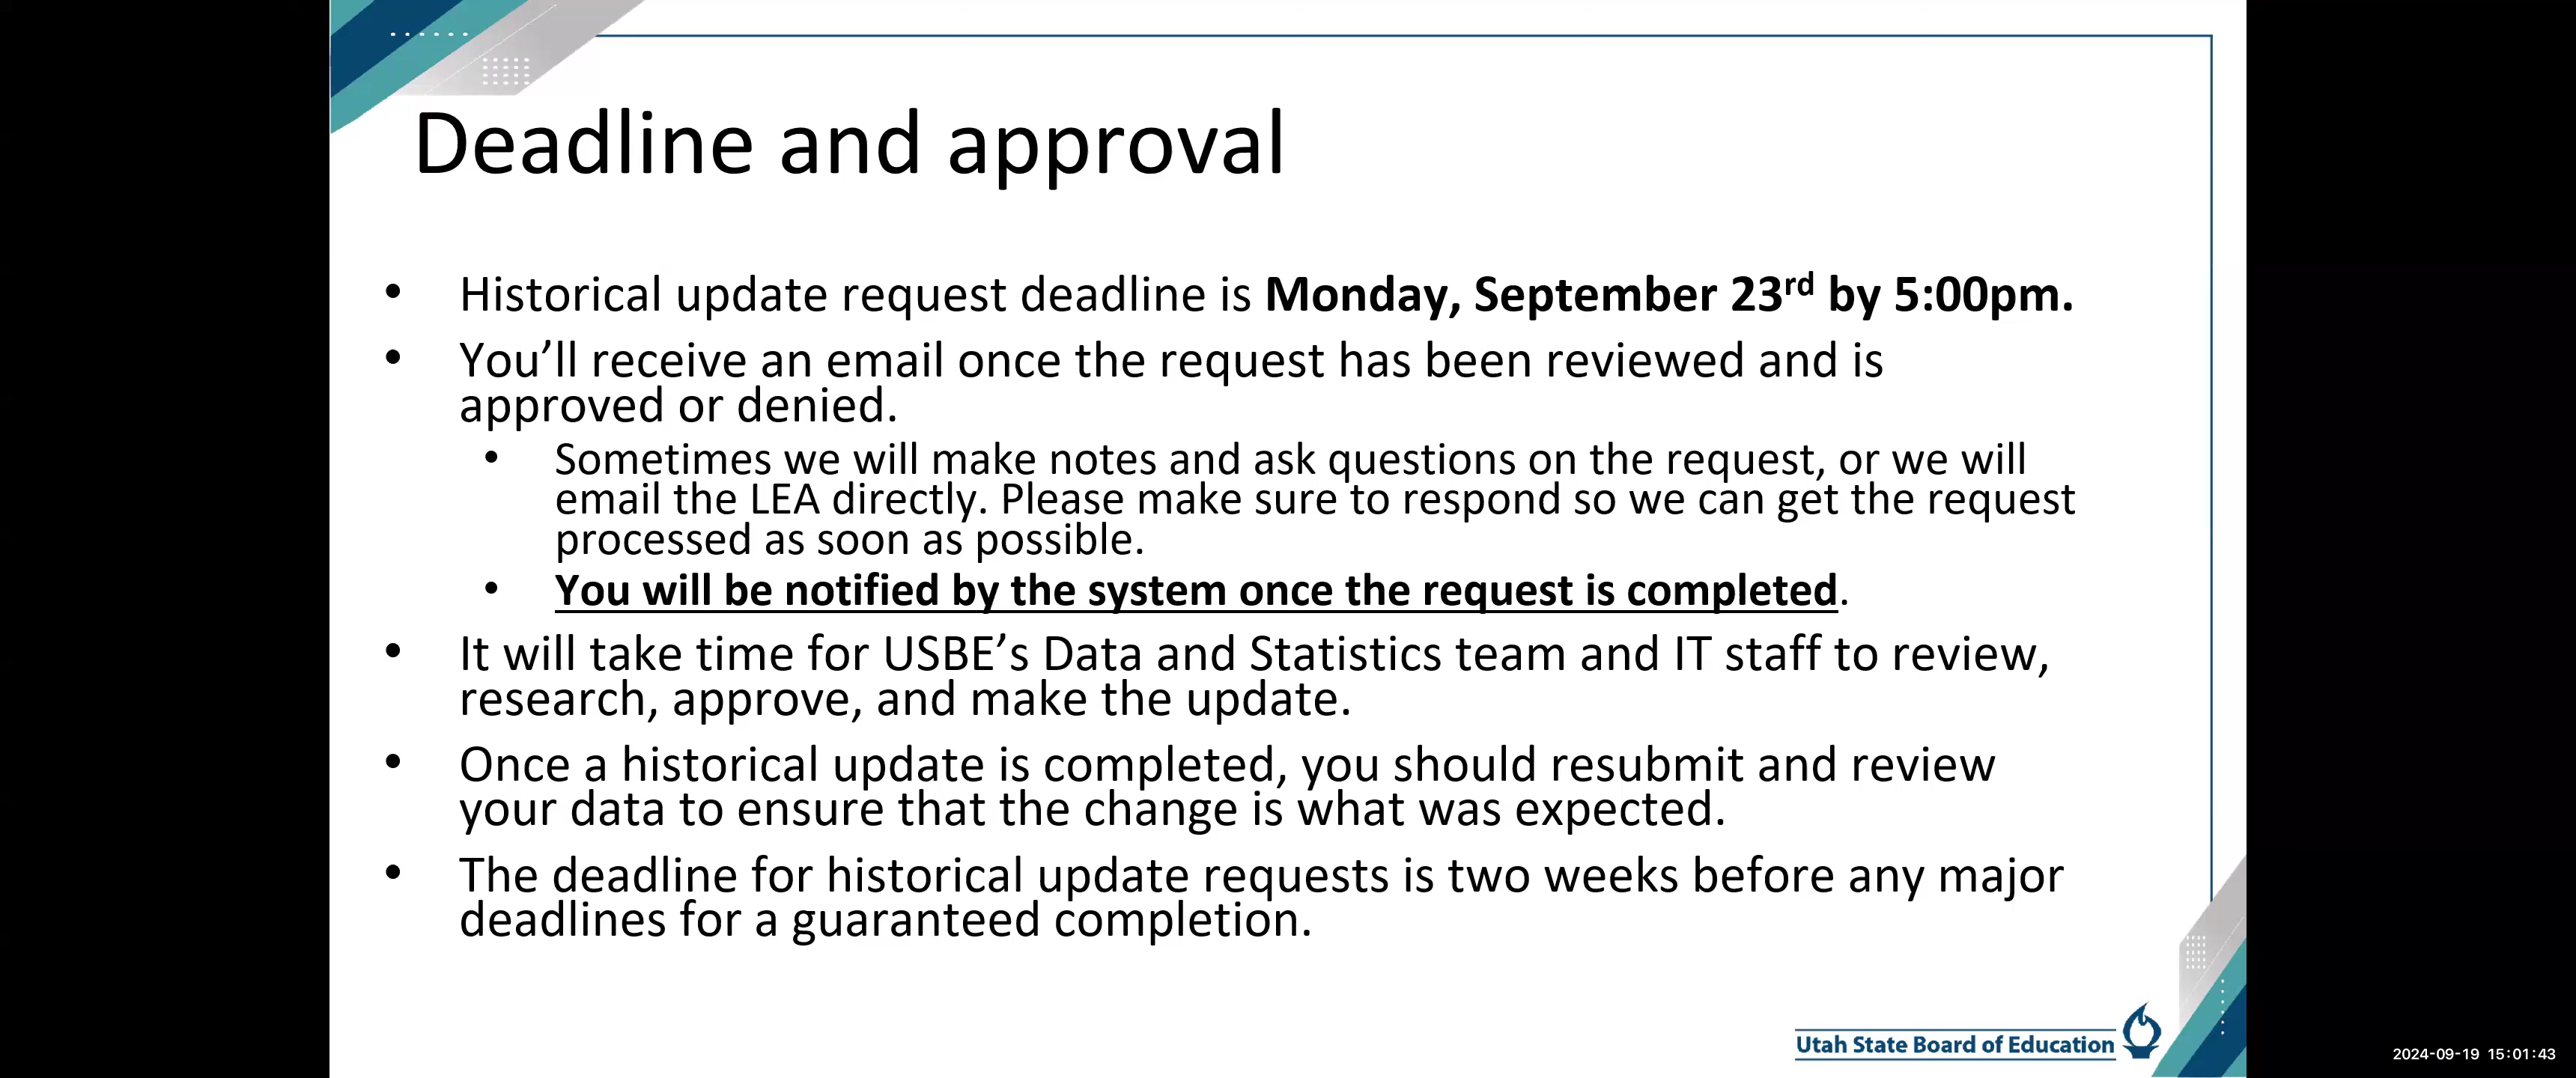 Deadline and approval
• Historical update request deadline is Monday, September 23rd by 5:00pm.
• You’ll receive an email once the request has been reviewed and is
approved or denied.
• Sometimes we will make notes and ask questions on the request, or we will
email the LEA directly. Please make sure to respond so we can get the request
processed as soon as possible.
• You will be notified by the system once the request is completed.
• It will take time for USBE’s Data and Statistics team and IT staff to review,
research, approve, and make the update.
• Once a historical update is completed, you should resubmit and review
your data to ensure that the change is what was expected.
• The deadline for historical update requests is two weeks before any major
deadlines for a guaranteed completion.
Utah State Board of Education
2024-09-19 15:01:43